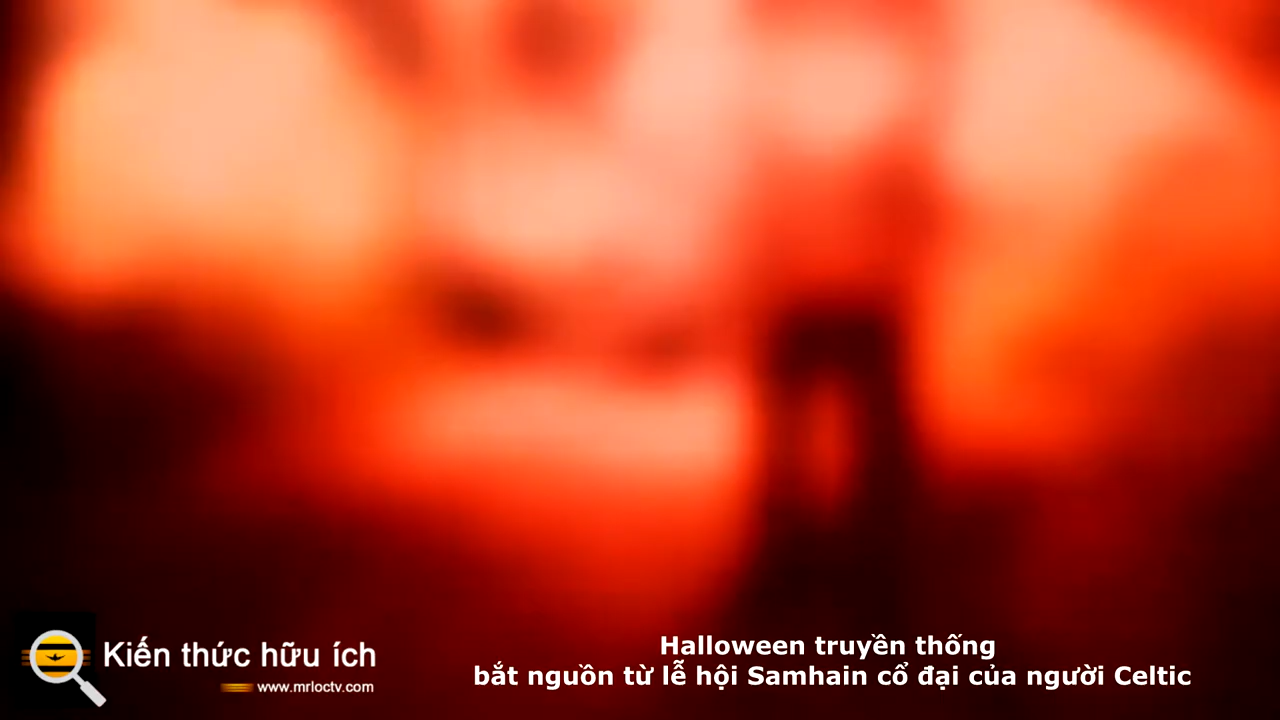 Halloween truyền thống
bắt nguồn từ lễ hội Samhain cổ đại của người Celtic
Kiến thức hữu ích
www.mrloctv.com